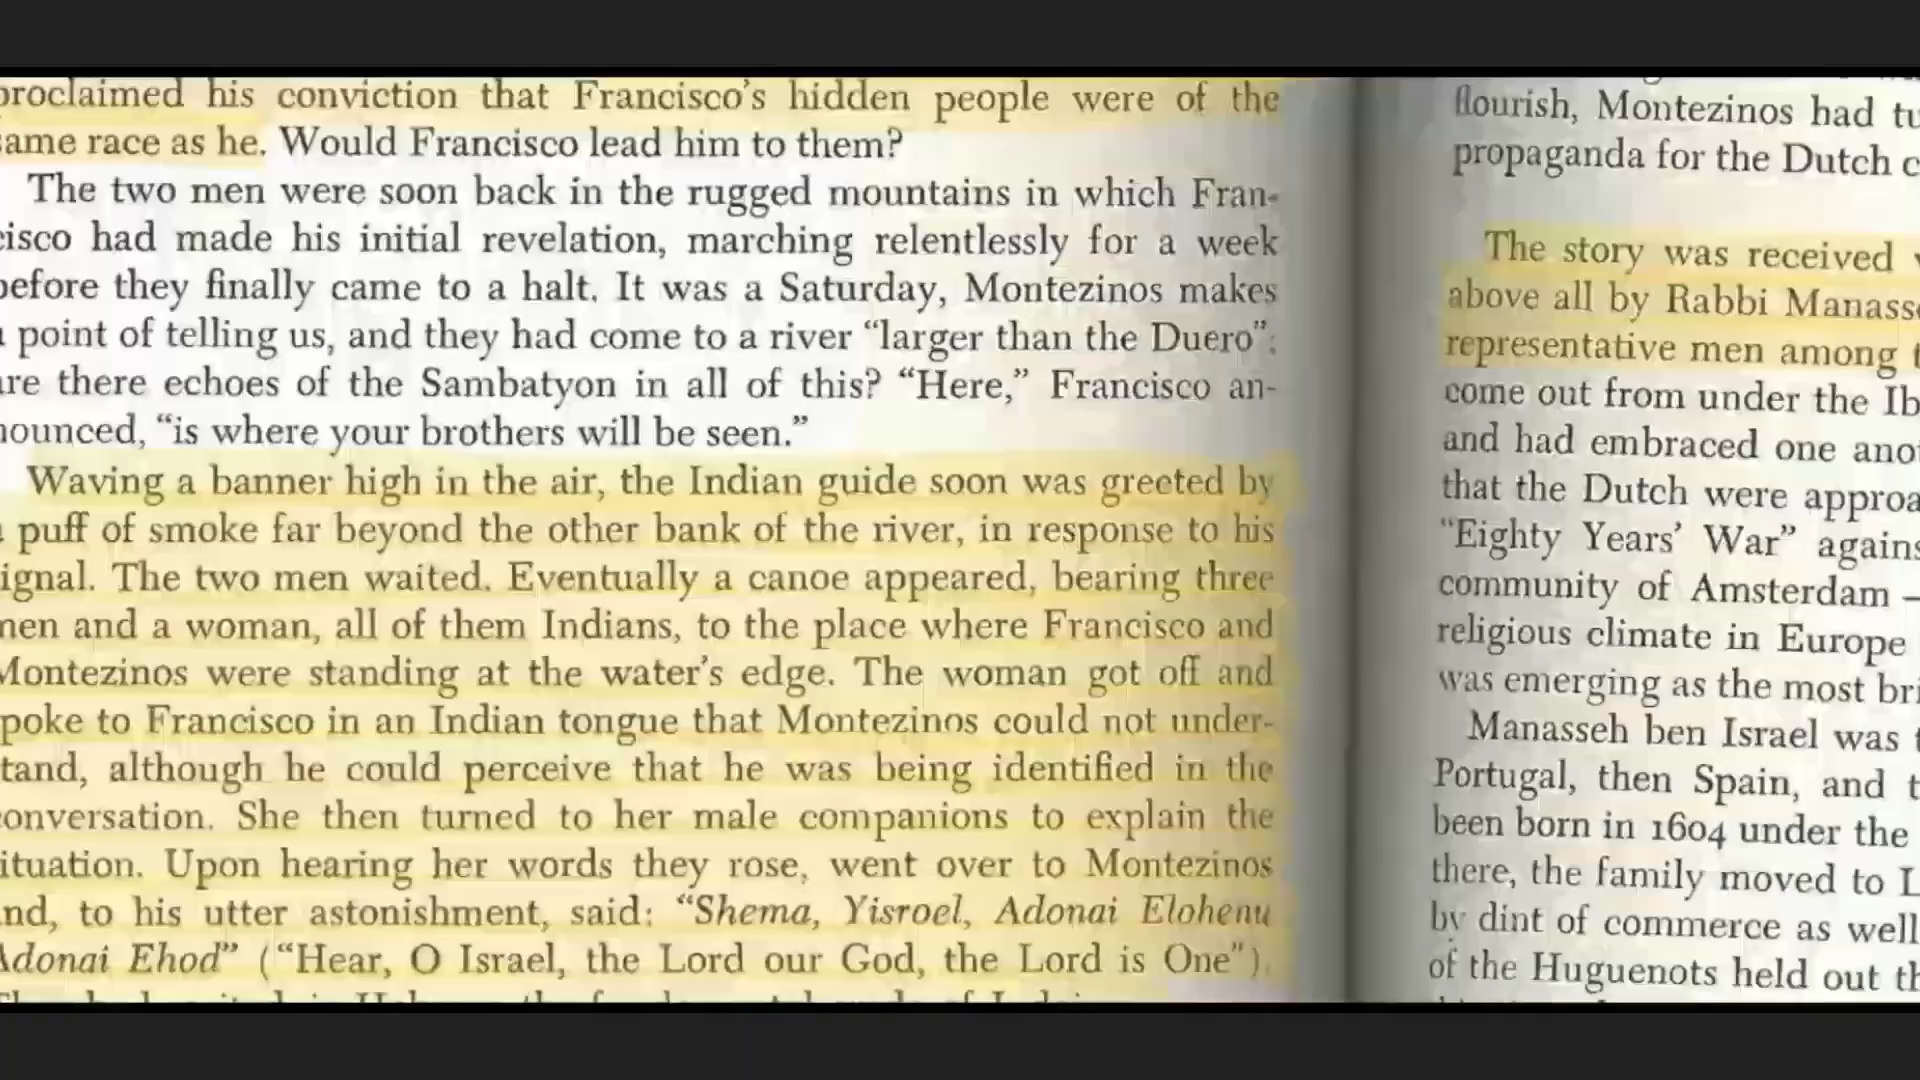 proclaimed his conviction that Francisco's hidden people were of the
same race as he. Would Francisco lead him to them?
The two men were soon back in the rugged mountains in which Fran-
cisco had made his initial revelation, marching relentlessly for a week
before they finally came to a halt. It was a Saturday, Montezinos makes
a point of telling us, and they had come to a river “larger than the Duero”:
are there echoes of the Sambatyon in all of this? “Here,” Francisco an-
nounced, “is where your brothers will be seen.”
Waving a banner high in the air, the Indian guide soon was greeted by
a puff of smoke far beyond the other bank of the river, in response to his
signal. The two men waited. Eventually a canoe appeared, bearing three
men and a woman, all of them Indians, to the place where Francisco and
Montezinos were standing at the water's edge. The woman got off and
spoke to Francisco in an Indian tongue that Montezinos could not under-
stand, although he could perceive that he was being identified in the
conversation. She then turned to her male companions to explain the
situation. Upon hearing her words they rose, went over to Montezinos
and, to his utter astonishment, said: “Shema, Yisroel, Adonai Elohenu
Adonai Ehod” (“Hear, O Israel, the Lord our God, the Lord is One”).
flourish, Montezinos had
propaganda for the Dutch
The story was received
above all by Rabbi Manass
representative men among
come out from under the Ib
and had embraced one ano
that the Dutch were approa
“Eighty Years' War” agains
community of Amsterdam —
religious climate in Europe
was emerging as the most bri
Manasseh ben Israel was
Portugal, then Spain, and
been born in 1604 under the
there, the family moved to L
by dint of commerce as well
of the Huguenots held out th